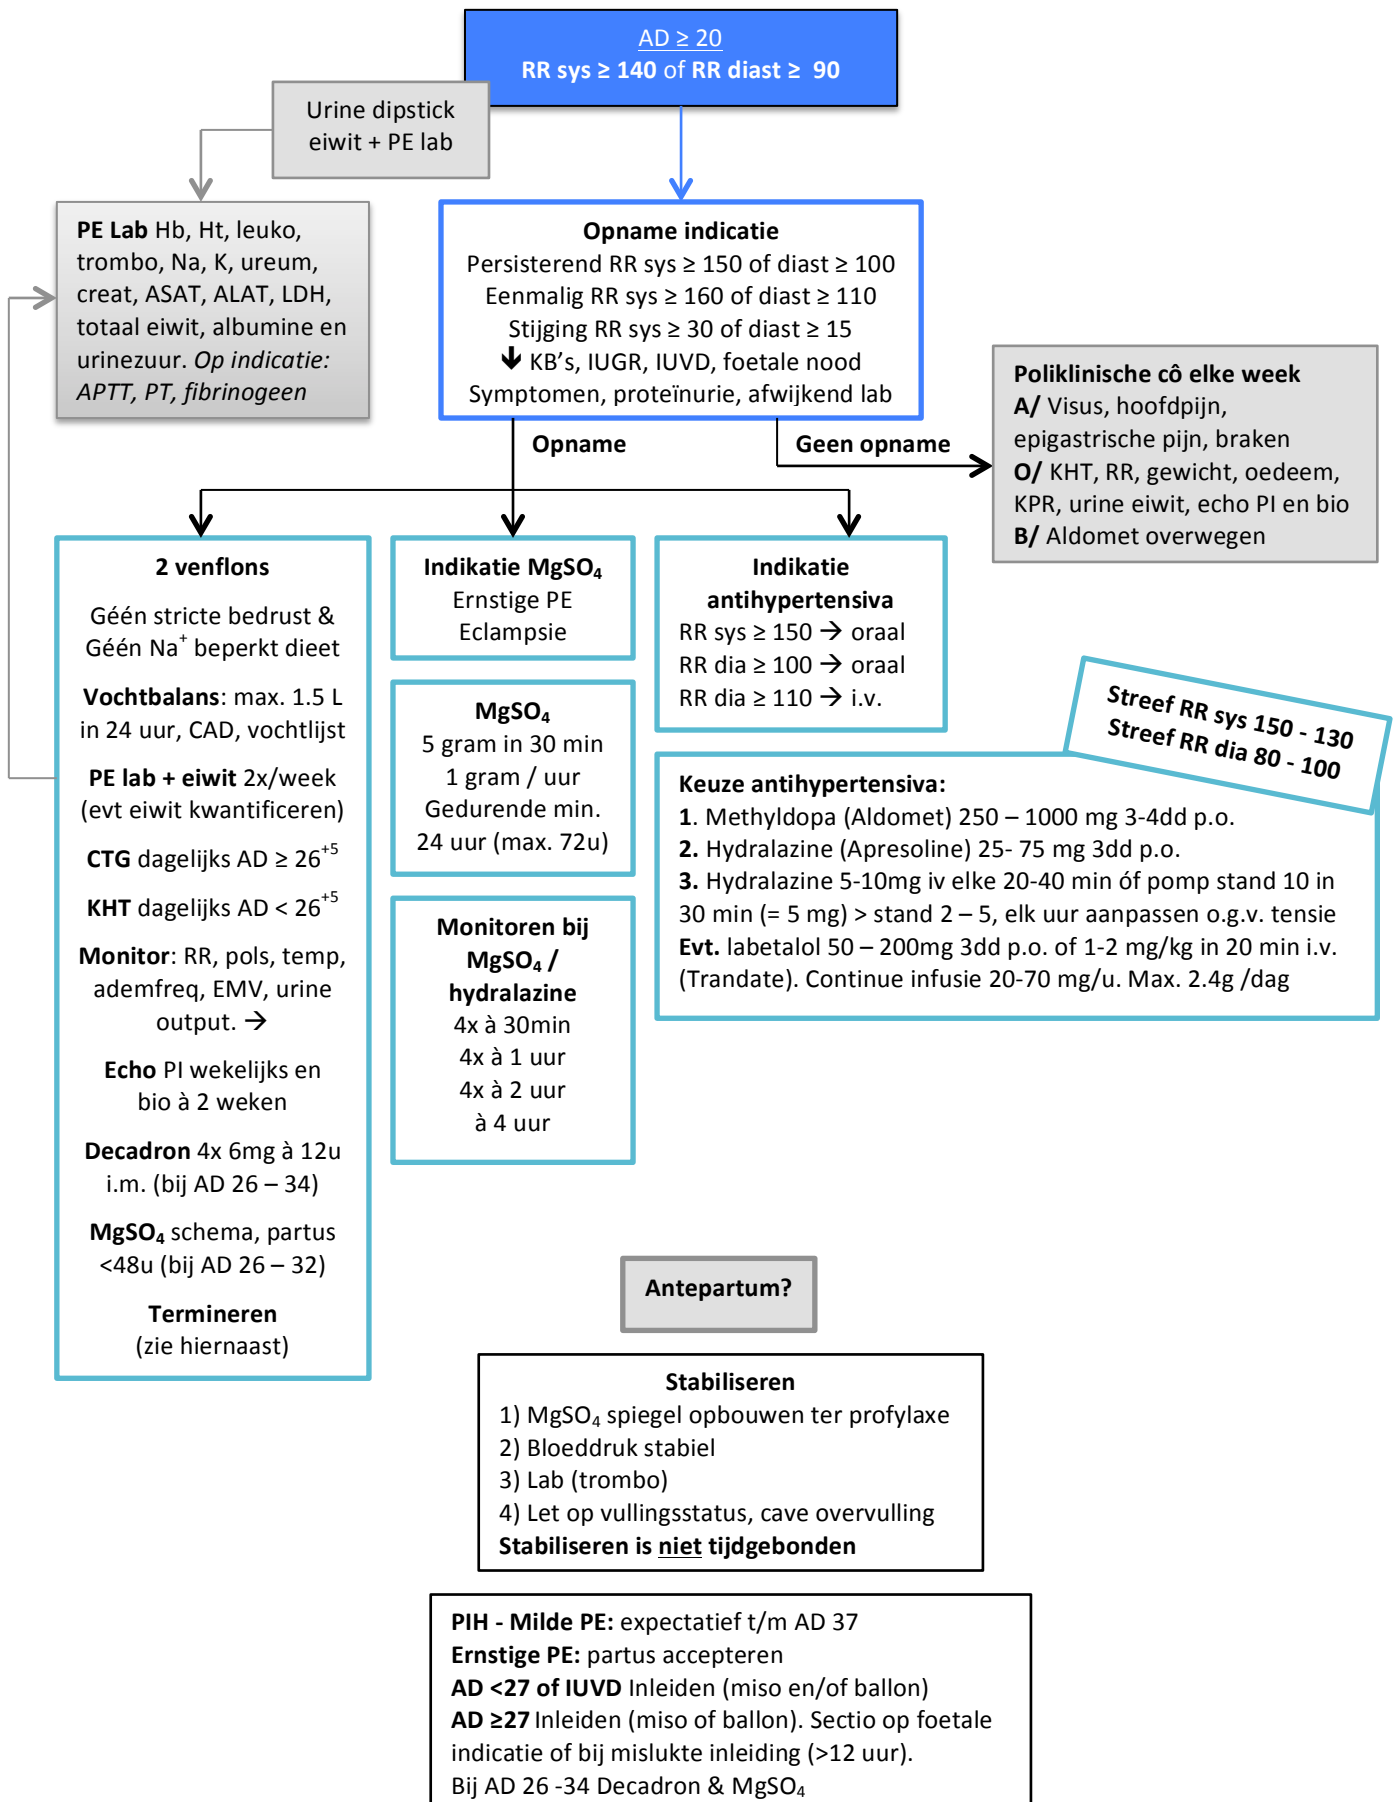 AD ≥ 20
RR sys ≥ 140 of RR diast ≥ 90
Urine dipstick
eiwit + PE lab
PE Lab Hb, Ht, leuko,
trombo, Na, K, ureum,
creat, ASAT, ALAT, LDH,
totaal eiwit, albumine en
urinezuur. Op indicatie:
APTT, PT, fibrinogeen
Opname indicatie
Persisterend RR sys ≥ 150 of diast ≥ 100
Eenmalig RR sys ≥ 160 of diast ≥ 110
Stijging RR sys ≥ 30 of diast ≥ 15
🡻 KB's, IUGR, IUVD, foetale nood
Symptomen, proteïnurie, afwijkend lab
Opname
Geen opname
Poliklinische cô elke week
A/ Visus, hoofdpijn,
epigastrische pijn, braken
O/ KHT, RR, gewicht, oedeem,
KPR, urine eiwit, echo PI en bio
B/ Aldomet overwegen
2 venflons
Géén stricte bedrust &
Géén Na⁺ beperkt dieet
Vochtbalans: max. 1.5 L
in 24 uur, CAD, vochtlijst
PE lab + eiwit 2x/week
(evt eiwit kwantificeren)
CTG dagelijks AD ≥ 26⁺⁵
KHT dagelijks AD < 26⁺⁵
Monitor: RR, pols, temp,
ademfreq, EMV, urine
output. →
Echo PI wekelijks en
bio à 2 weken
Decadron 4x 6mg à 12u
i.m. (bij AD 26 – 34)
MgSO₄ schema, partus
<48u (bij AD 26 – 32)
Termineren
(zie hiernaast)
Indikatie MgSO₄
Ernstige PE
Eclampsie
MgSO₄
5 gram in 30 min
1 gram / uur
Gedurende min.
24 uur (max. 72u)
Monitoren bij
MgSO₄ /
hydralazine
4x à 30min
4x à 1 uur
4x à 2 uur
à 4 uur
Indikatie
antihypertensiva
RR sys ≥ 150 → oraal
RR dia ≥ 100 → oraal
RR dia ≥ 110 → i.v.
Streef RR sys 150 - 130
Streef RR dia 80 - 100
Keuze antihypertensiva:
1. Methyldopa (Aldomet) 250 – 1000 mg 3-4dd p.o.
2. Hydralazine (Apresoline) 25- 75 mg 3dd p.o.
3. Hydralazine 5-10mg iv elke 20-40 min óf pomp stand 10 in
30 min (= 5 mg) > stand 2 – 5, elk uur aanpassen o.g.v. tensie
Evt. labetalol 50 – 200mg 3dd p.o. of 1-2 mg/kg in 20 min i.v.
(Trandate). Continue infusie 20-70 mg/u. Max. 2.4g /dag
Antepartum?
Stabiliseren
1) MgSO₄ spiegel opbouwen ter profylaxe
2) Bloeddruk stabiel
3) Lab (trombo)
4) Let op vullingsstatus, cave overvulling
Stabiliseren is niet tijdgebonden
PIH - Milde PE: expectatief t/m AD 37
Ernstige PE: partus accepteren
AD <27 of IUVD Inleiden (miso en/of ballon)
AD ≥27 Inleiden (miso of ballon). Sectio op foetale
indicatie of bij mislukte inleiding (>12 uur).
Bij AD 26 -34 Decadron & MgSO₄